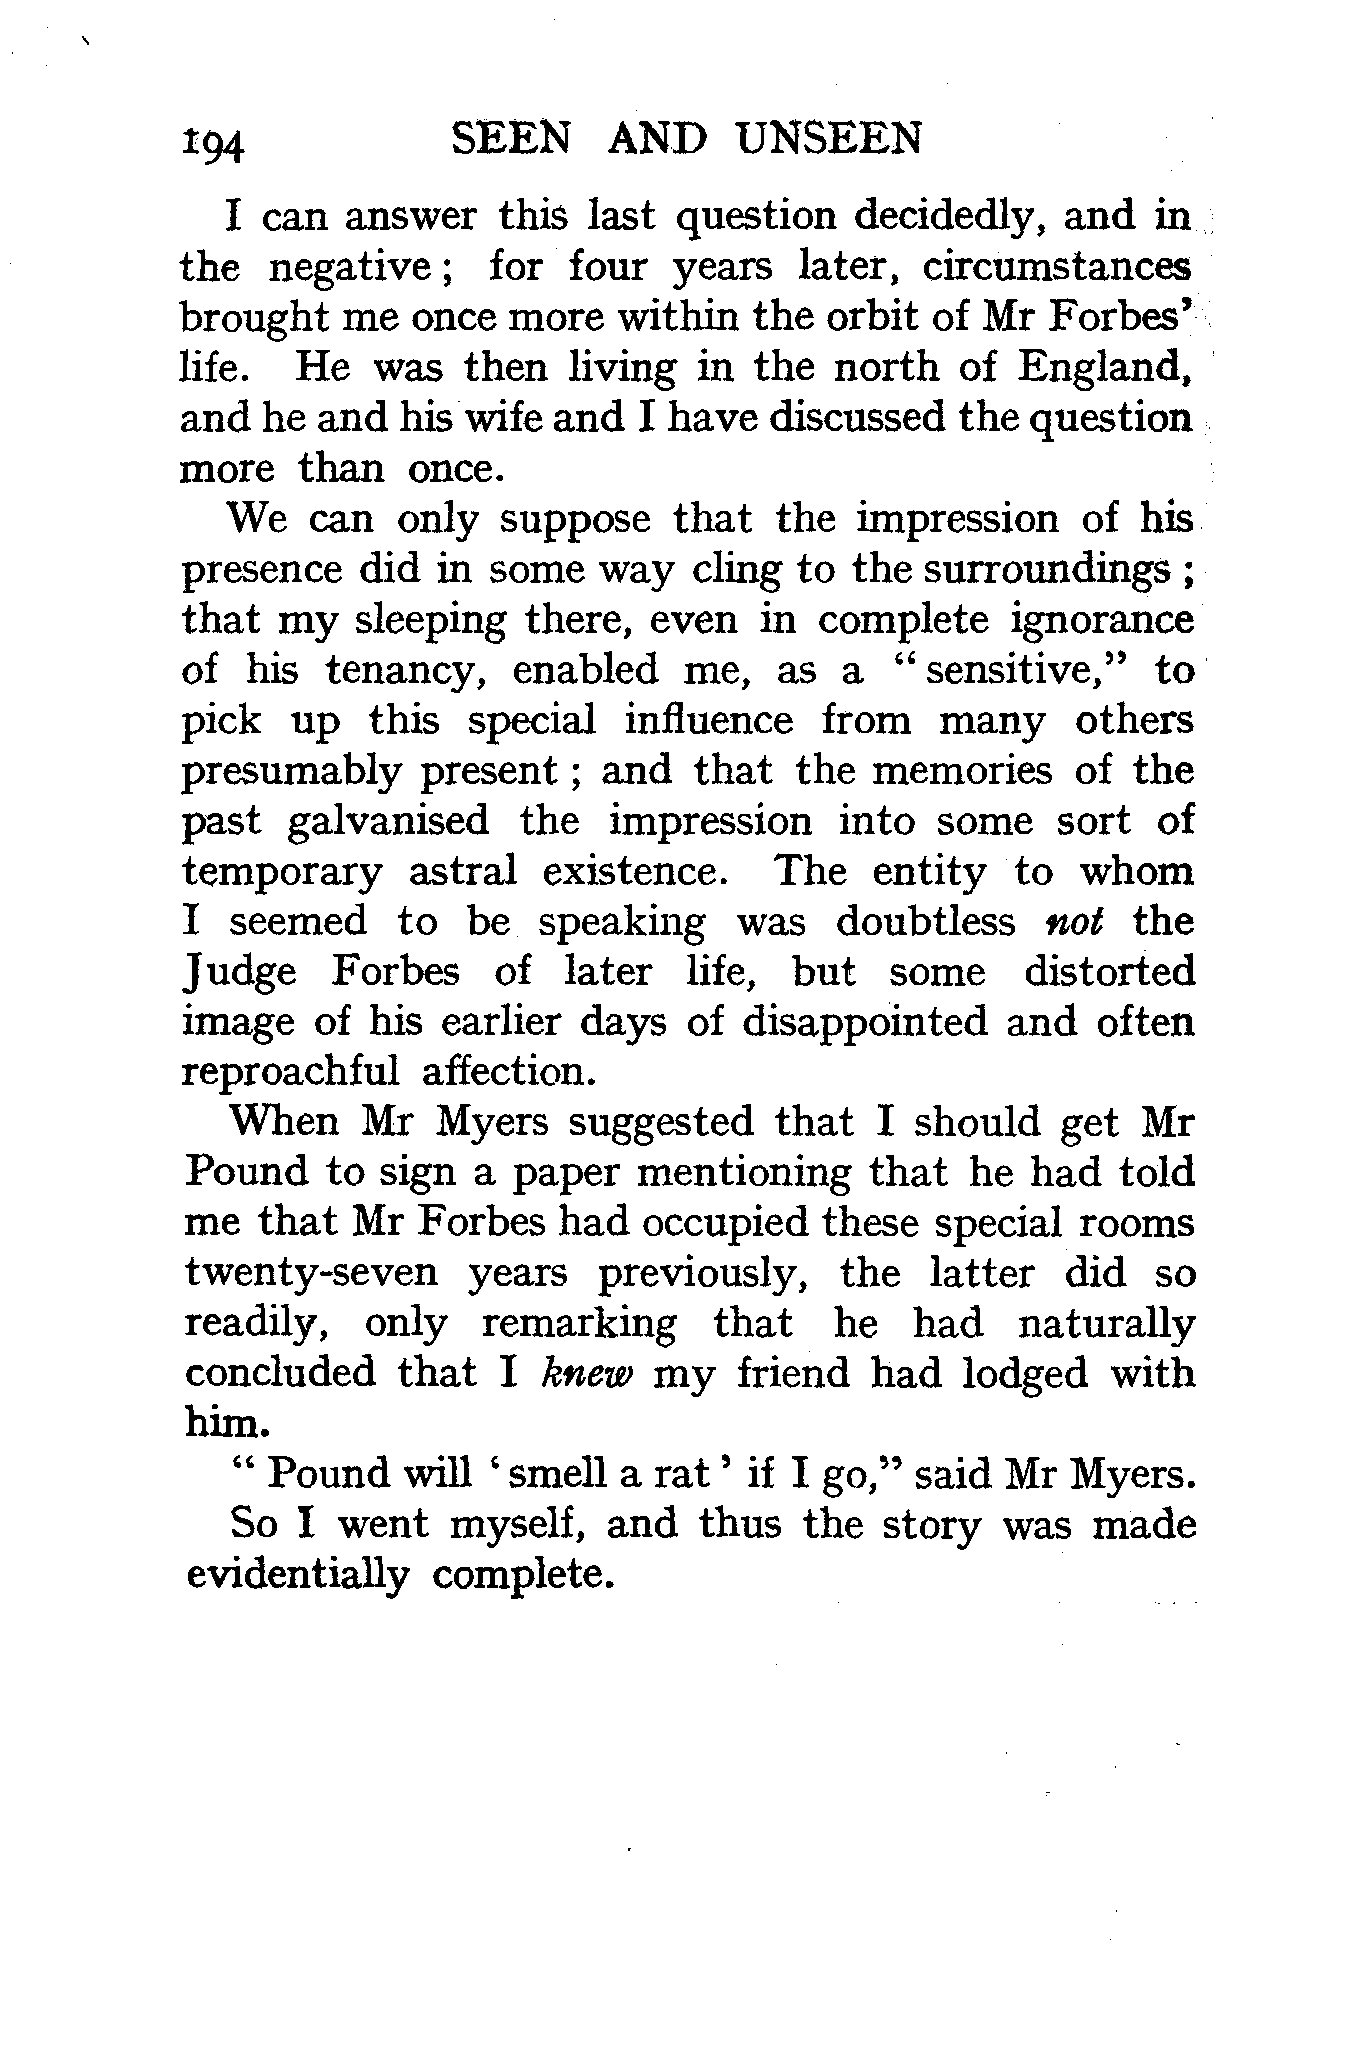 194 SEEN AND UNSEEN
I can answer this last question decidedly, and in
the negative ; for four years later, circumstances
brought me once more within the orbit of Mr Forbes'
life. He was then living in the north of England,
and he and his wife and I have discussed the question
more than once.
We can only suppose that the impression of his
presence did in some way cling to the surroundings ;
that my sleeping there, even in complete ignorance
of his tenancy, enabled me, as a “ sensitive,” to
pick up this special influence from many others
presumably present ; and that the memories of the
past galvanised the impression into some sort of
temporary astral existence. The entity to whom
I seemed to be speaking was doubtless not the
Judge Forbes of later life, but some distorted
image of his earlier days of disappointed and often
reproachful affection.
When Mr Myers suggested that I should get Mr
Pound to sign a paper mentioning that he had told
me that Mr Forbes had occupied these special rooms
twenty-seven years previously, the latter did so
readily, only remarking that he had naturally
concluded that I knew my friend had lodged with
him.
“ Pound will ‘ smell a rat ’ if I go,” said Mr Myers.
So I went myself, and thus the story was made
evidentially complete.